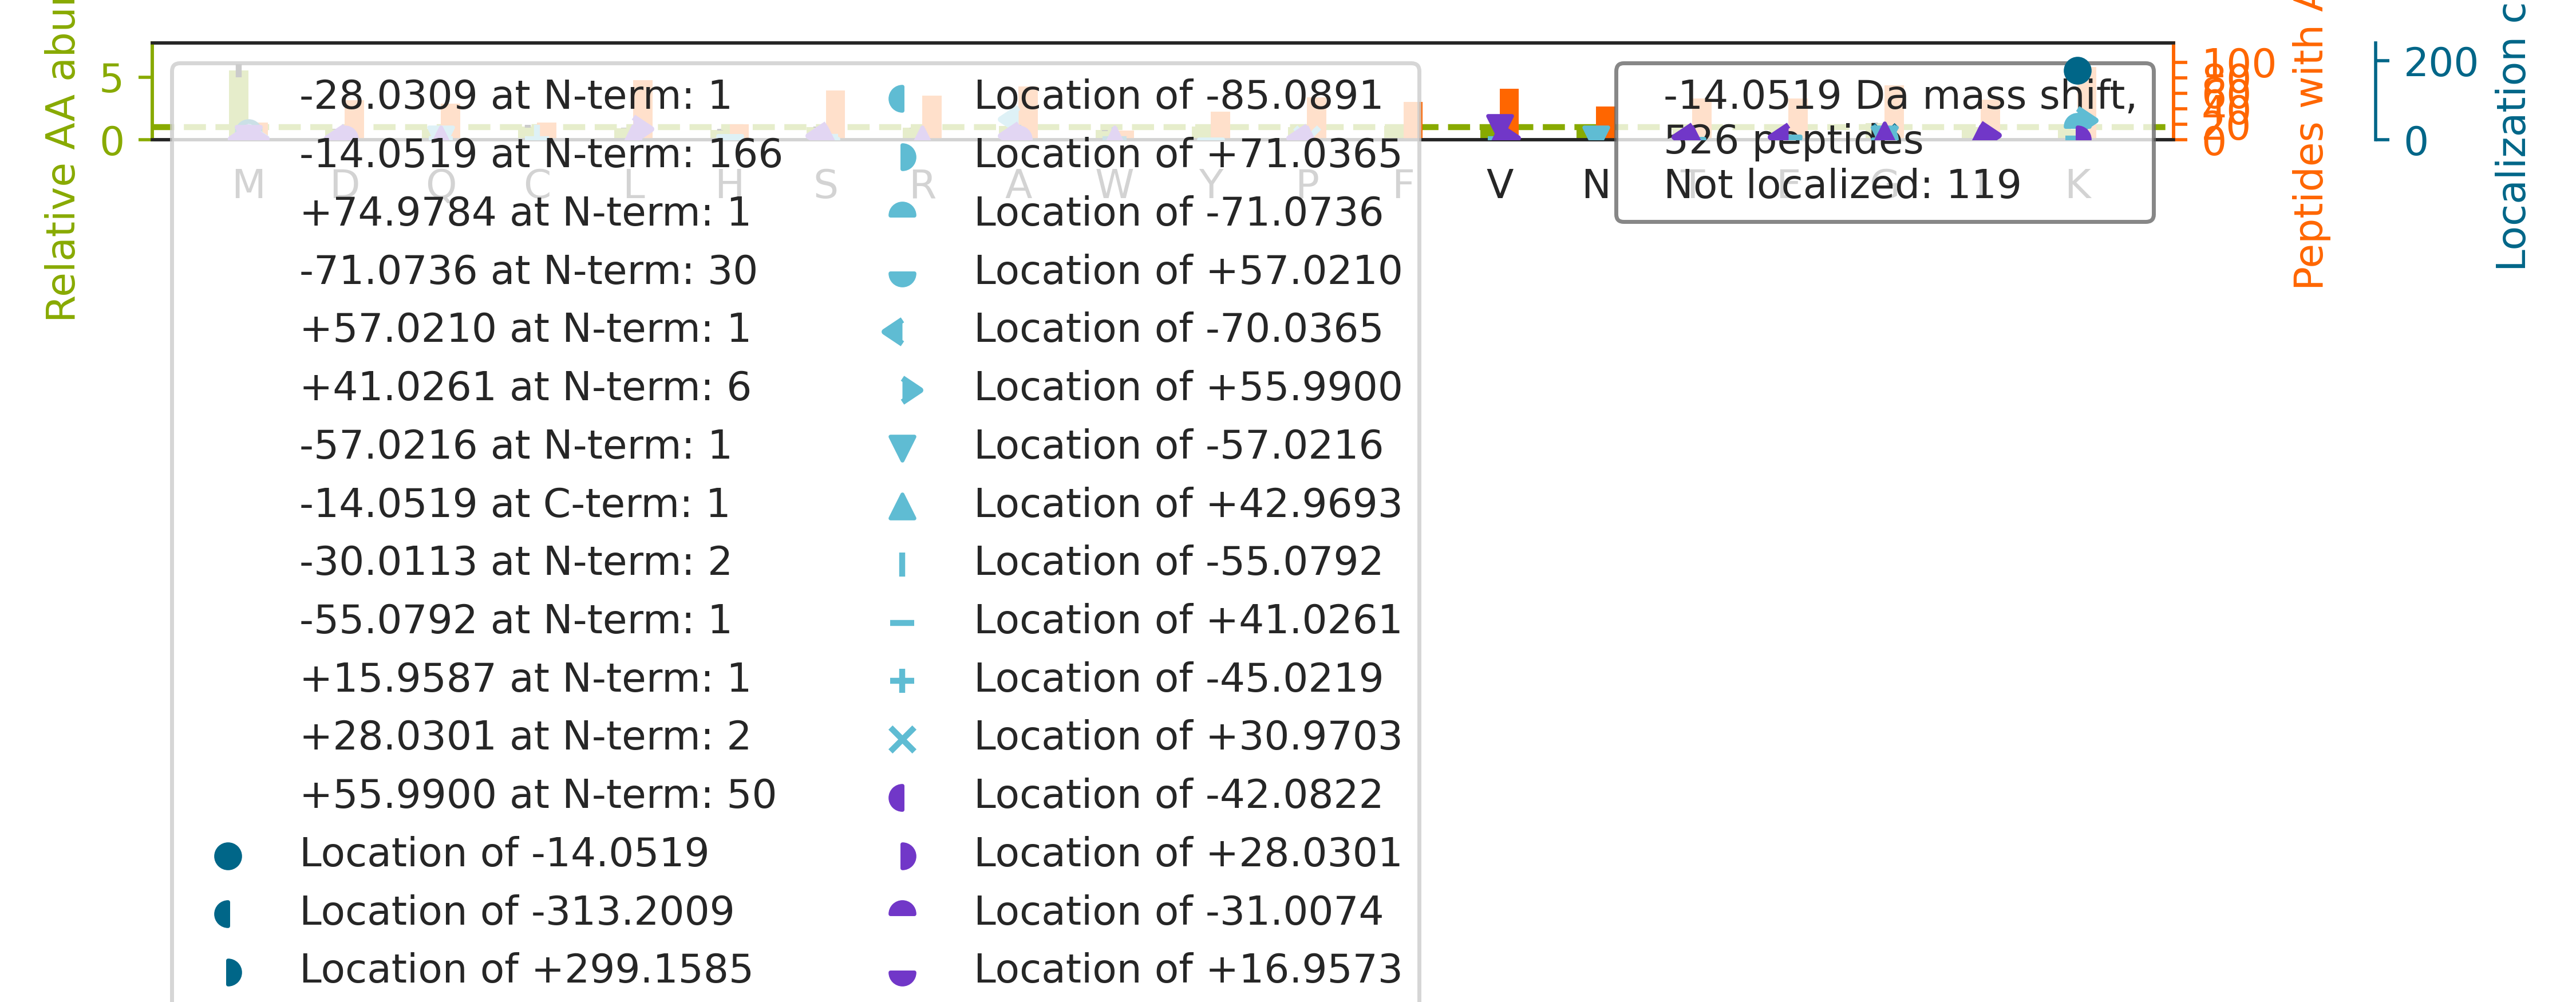 Relative AA abu
5
0
M D Q C L H S R A W Y P F V N T E G I K
-28.0309 at N-term: 1
-14.0519 at N-term: 166
+74.9784 at N-term: 1
-71.0736 at N-term: 30
+57.0210 at N-term: 1
+41.0261 at N-term: 6
-57.0216 at N-term: 1
-14.0519 at C-term: 1
-30.0113 at N-term: 2
-55.0792 at N-term: 1
+15.9587 at N-term: 1
+28.0301 at N-term: 2
+55.9900 at N-term: 50
Location of -14.0519
Location of -313.2009
Location of +299.1585
Location of -85.0891
Location of +71.0365
Location of -71.0736
Location of +57.0210
Location of -70.0365
Location of +55.9900
Location of -57.0216
Location of +42.9693
Location of -55.0792
Location of +41.0261
Location of -45.0219
Location of +30.9703
Location of -42.0822
Location of +28.0301
Location of -31.0074
Location of +16.9573
-14.0519 Da mass shift,
526 peptides
Not localized: 119
100
80
60
40
20
0
Peptides with A
200
0
Localization c